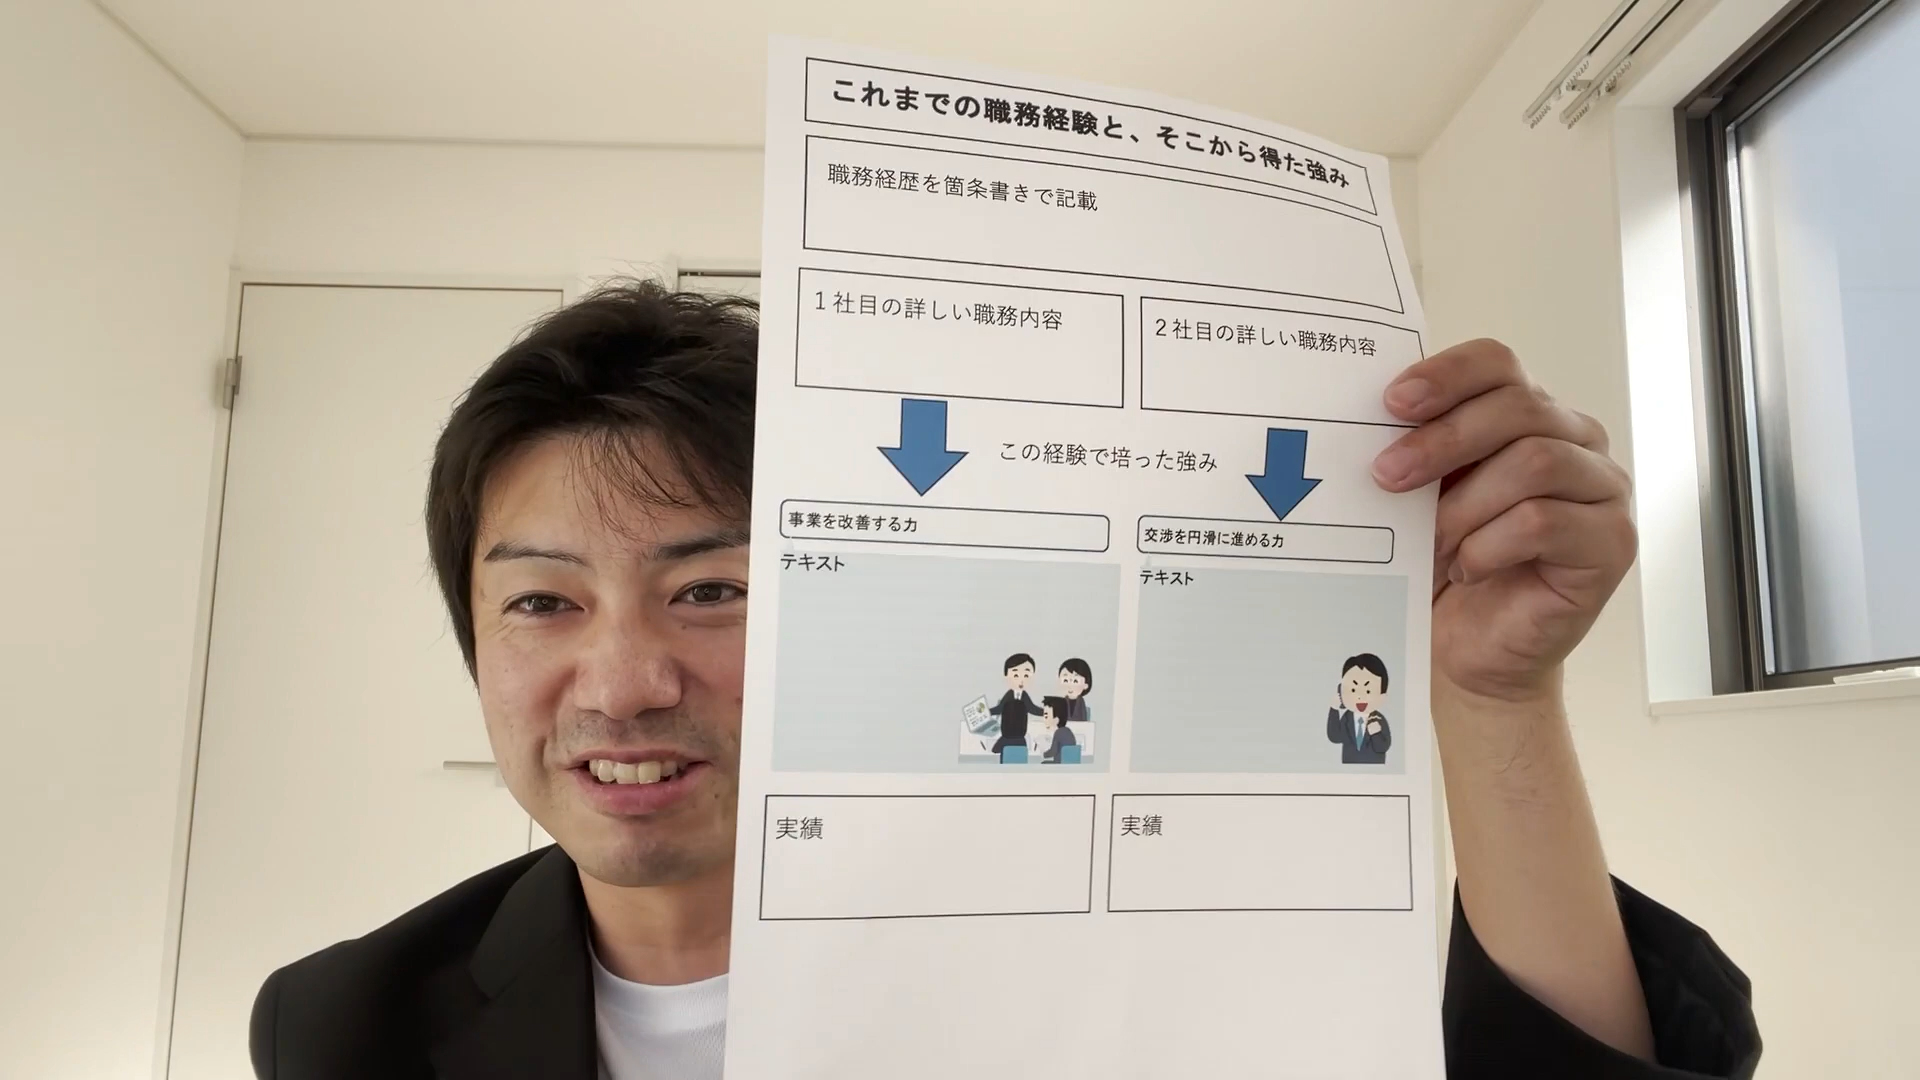 これまでの職務経験と、そこから得た強み
職務経歴を箇条書きで記載
1社目の詳しい職務内容
2社目の詳しい職務内容
この経験で培った強み
事業を改善する力
交渉を円滑に進める力
テキスト
テキスト
実績
実績